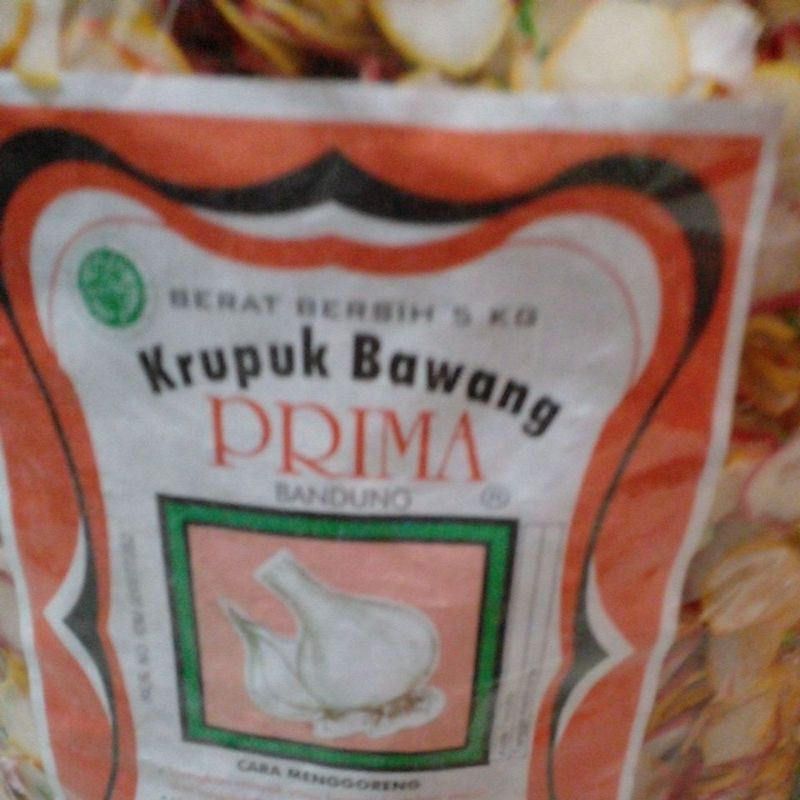 BERAT BERSIH 5 KG
Krupuk Bawang
PRIMA
BANDUNG ®
CARA MENGGORENG